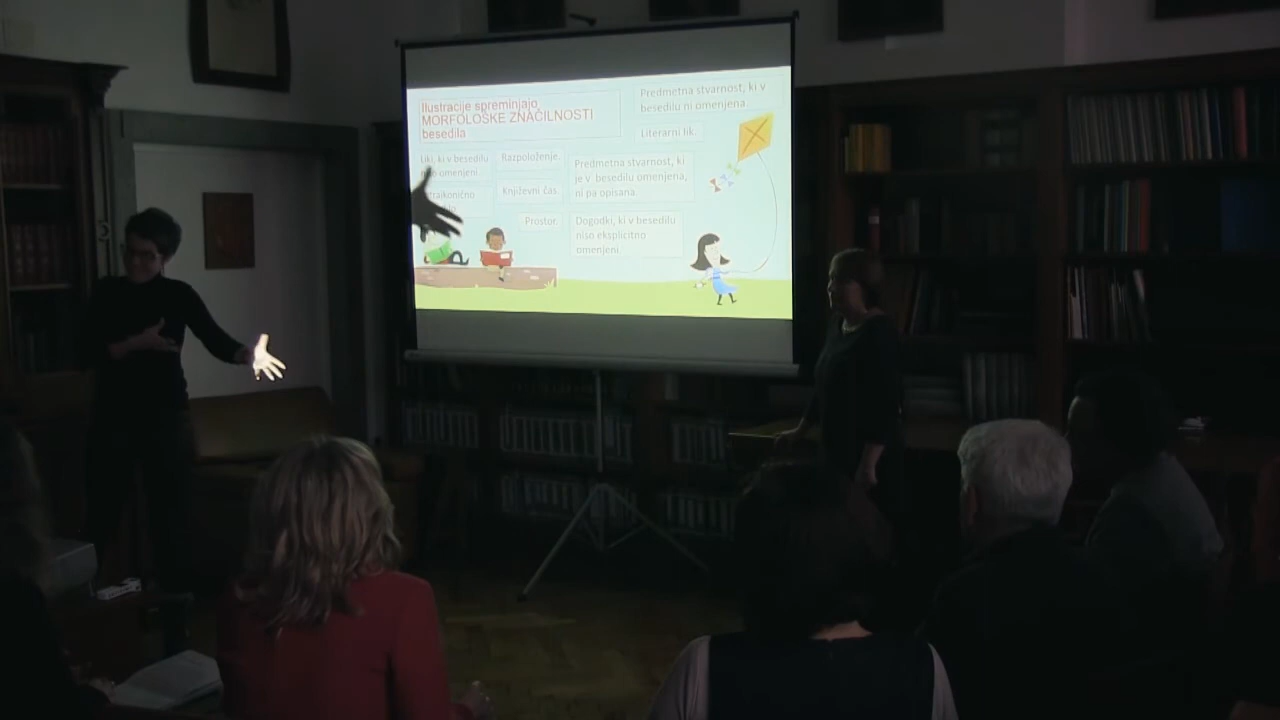 Ilustracije spreminjajo
MORFOLOŠKE ZNAČILNOSTI
besedila
Predmetna stvarnost, ki v
besedilu ni omenjena.
Literarni lik.
Liki, ki v besedilu
niso omenjeni.
Razpoloženje.
Predmetna stvarnost, ki
je v besedilu omenjena,
ni pa opisana.
Književni čas.
Prostor.
Dogodki, ki v besedilu
niso eksplicitno
omenjeni.